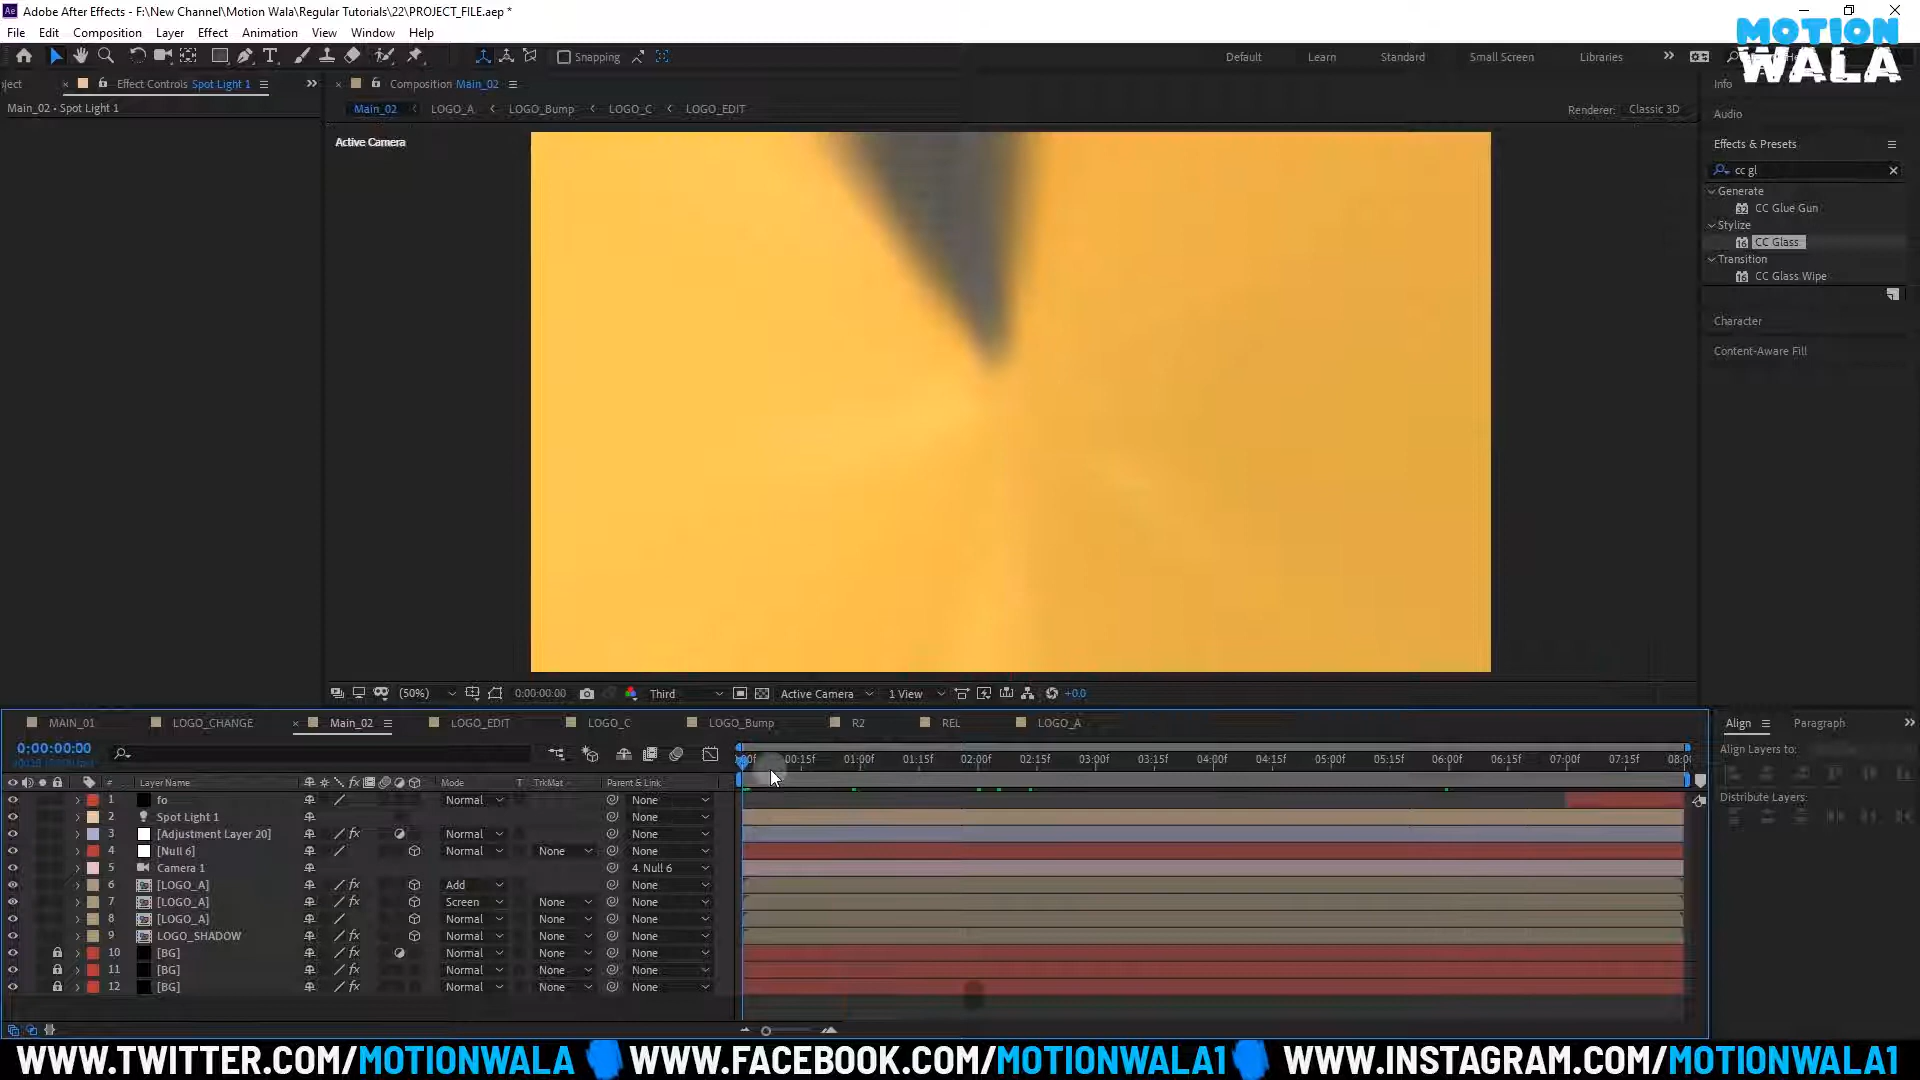 Adobe After Effects - F:\New Channel\Motion Wala\Regular Tutorials\22\PROJECT_FILE.aep *
File Edit Composition Layer Effect Animation View Window Help
MOTION
WALA
Snapping
Default Learn Standard Small Screen Libraries
ject Effect Controls Spot Light 1
Composition Main_02
Info
Main_02 • Spot Light 1
Main_02 LOGO_A LOGO_Bump LOGO_C LOGO_EDIT
Renderer: Classic 3D
Audio
Active Camera
Effects & Presets
cc gl
Generate
CC Glue Gun
Stylize
CC Glass
Transition
CC Glass Wipe
Character
Content-Aware Fill
(50%) 0:00:00:00 Third Active Camera 1 View +0.0
MAIN_01 LOGO_CHANGE Main_02 LOGO_EDIT LOGO_C LOGO_Bump R2 REL LOGO_A
Align Paragraph
0:00:00:00
Align Layers to:
00:15f 01:00f 01:15f 02:00f 02:15f 03:00f 03:15f 04:00f 04:15f 05:00f 05:15f 06:00f 06:15f 07:00f 07:15f 08:0
# Layer Name Mode T TrkMat Parent & Link
Distribute Layers:
1 fo Normal None
2 Spot Light 1 None
3 [Adjustment Layer 20] Normal None
4 [Null 6] Normal None None
5 Camera 1 4. Null 6
6 [LOGO_A] Add None
7 [LOGO_A] Screen None None
8 [LOGO_A] Normal None None
9 LOGO_SHADOW Normal None None
10 [BG] Normal None None
11 [BG] Normal None None
12 [BG] Normal None None
WWW.TWITTER.COM/MOTIONWALA WWW.FACEBOOK.COM/MOTIONWALA1 WWW.INSTAGRAM.COM/MOTIONWALA1